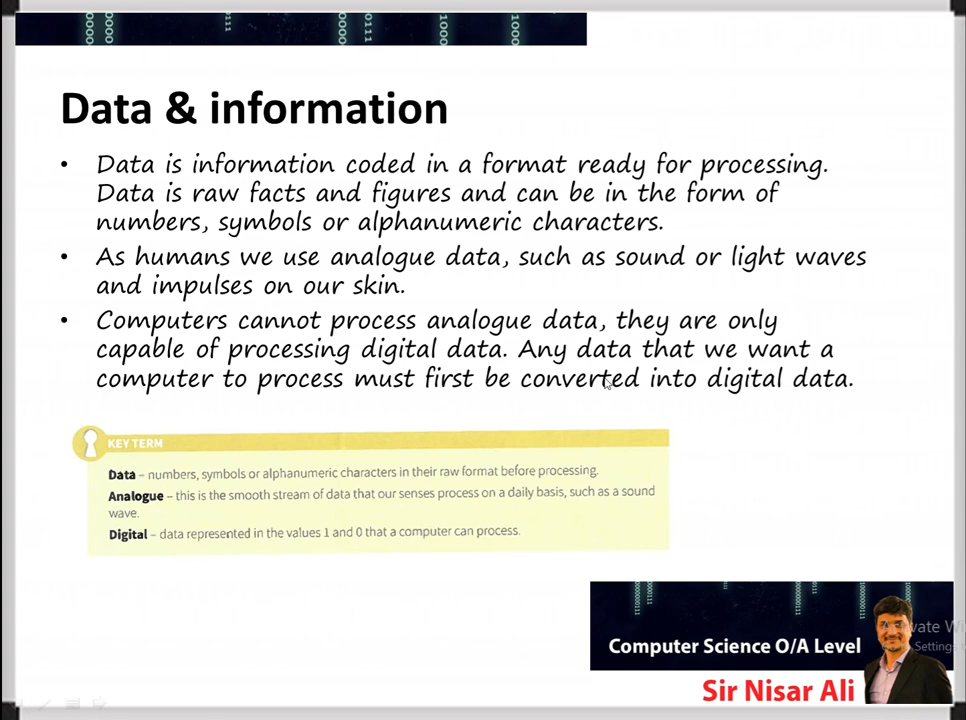 Data & information
• Data is information coded in a format ready for processing.
Data is raw facts and figures and can be in the form of
numbers, symbols or alphanumeric characters.
• As humans we use analogue data, such as sound or light waves
and impulses on our skin.
• Computers cannot process analogue data, they are only
capable of processing digital data. Any data that we want a
computer to process must first be converted into digital data.
KEY TERM
Data – numbers, symbols or alphanumeric characters in their raw format before processing.
Analogue – this is the smooth stream of data that our senses process on a daily basis, such as a sound
wave.
Digital – data represented in the values 1 and 0 that a computer can process.
Computer Science O/A Level
Sir Nisar Ali
Settings